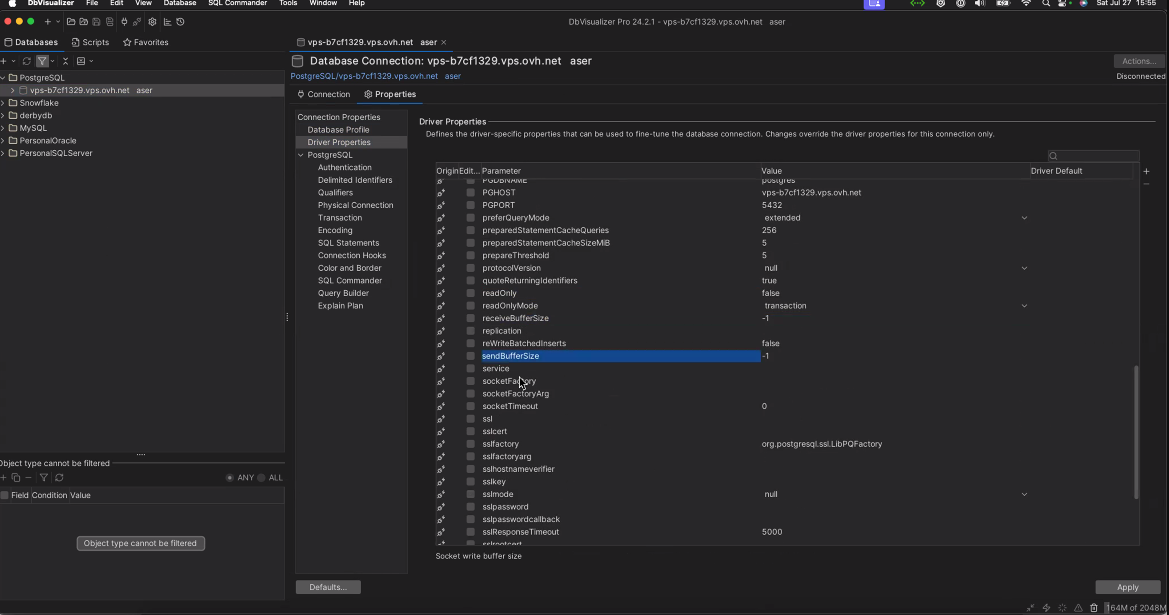 DbVisualizer File Edit View Database SQL Commander Tools Window Help Sat Jul 27 15:55
DbVisualizer Pro 24.2.1 - vps-b7cf1329.vps.ovh.net aser
Databases Scripts Favorites
vps-b7cf1329.vps.ovh.net aser
PostgreSQL
vps-b7cf1329.vps.ovh.net aser
Snowflake
derbydb
MySQL
PersonalOracle
PersonalSQLServer
Object type cannot be filtered
ANY ALL
Field Condition Value
Object type cannot be filtered
Database Connection: vps-b7cf1329.vps.ovh.net aser
Actions...
PostgreSQL/vps-b7cf1329.vps.ovh.net aser
Disconnected
Connection Properties
Connection Properties
Database Profile
Driver Properties
PostgreSQL
Authentication
Delimited Identifiers
Qualifiers
Physical Connection
Transaction
Encoding
SQL Statements
Connection Hooks
Color and Border
SQL Commander
Query Builder
Explain Plan
Driver Properties
Defines the driver-specific properties that can be used to fine-tune the database connection. Changes override the driver properties for this connection only.
Origin Edit... Parameter Value Driver Default
PGDBNAME postgres
PGHOST vps-b7cf1329.vps.ovh.net
PGPORT 5432
preferQueryMode extended
preparedStatementCacheQueries 256
preparedStatementCacheSizeMiB 5
prepareThreshold 5
protocolVersion null
quoteReturningIdentifiers true
readOnly false
readOnlyMode transaction
receiveBufferSize -1
replication
reWriteBatchedInserts false
sendBufferSize -1
service
socketFactory
socketFactoryArg
socketTimeout 0
ssl
sslcert
sslfactory org.postgresql.ssl.LibPQFactory
sslfactoryarg
sslhostnameverifier
sslkey
sslmode null
sslpassword
sslpasswordcallback
sslResponseTimeout 5000
sslrootcert
Socket write buffer size
Defaults...
Apply
164M of 2048M